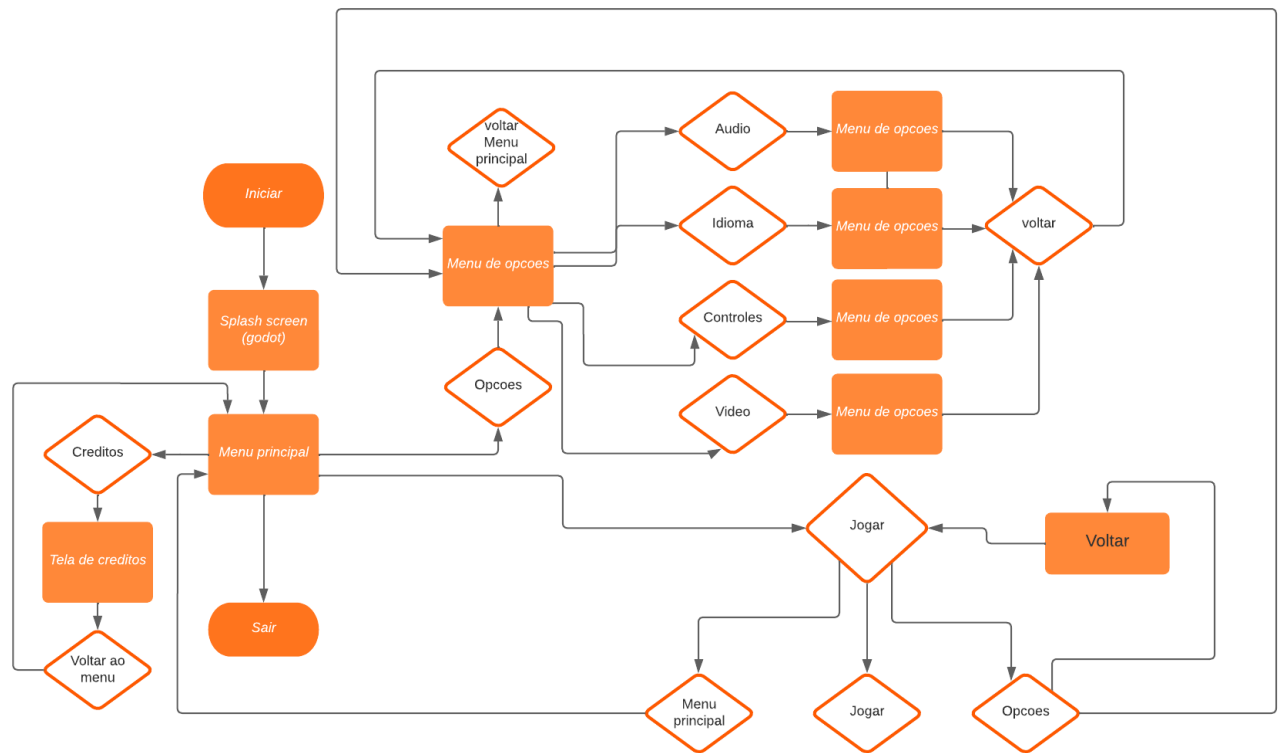 voltar
Menu
principal
Audio
Menu de opcoes
Iniciar
Idioma
Menu de opcoes
voltar
Menu de opcoes
Splash screen
(godot)
Controles
Menu de opcoes
Opcoes
Video
Menu de opcoes
Creditos
Menu principal
Jogar
Voltar
Tela de creditos
Sair
Voltar ao
menu
Menu
principal
Jogar
Opcoes